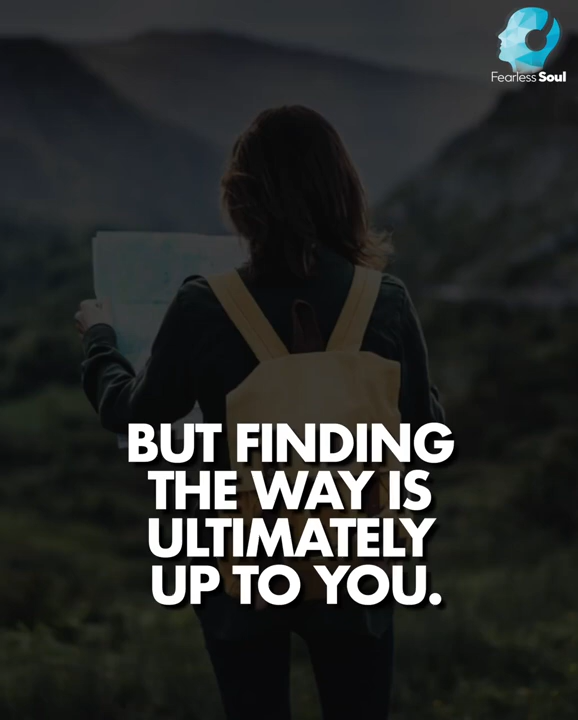 Fearless Soul
BUT FINDING
THE WAY IS
ULTIMATELY
UP TO YOU.